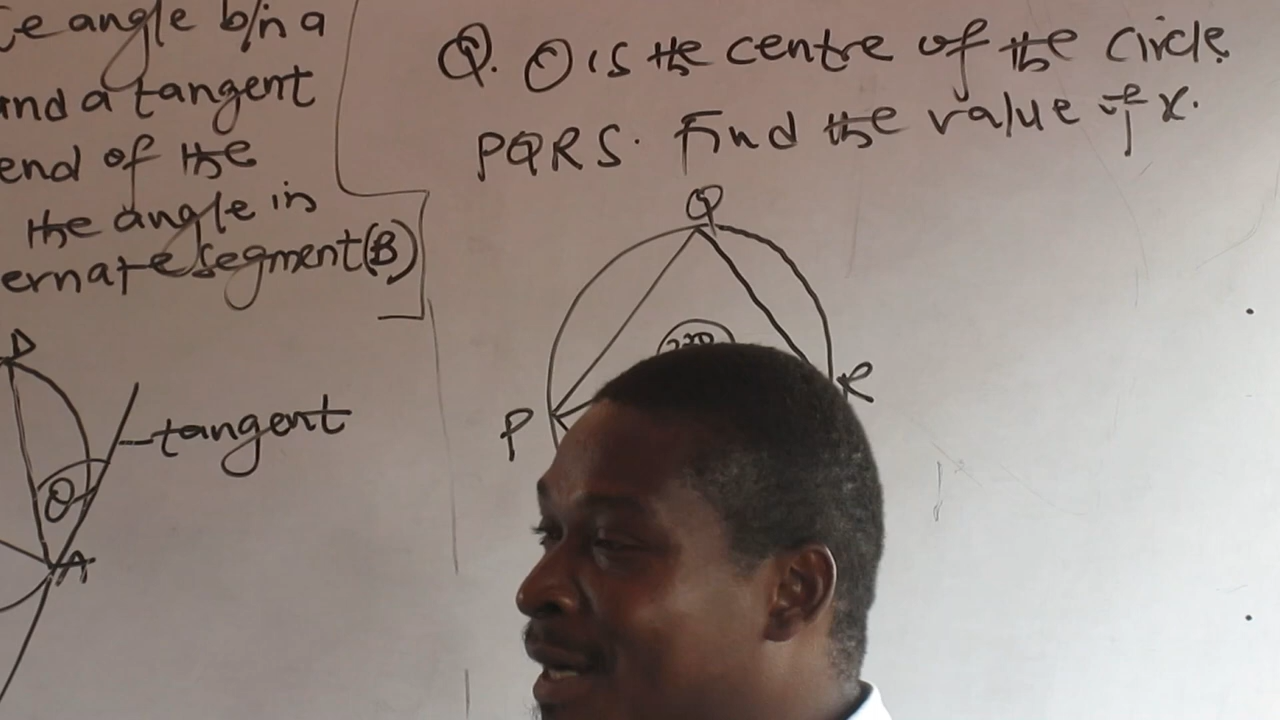 e angle b/n a
and a tangent
end of the
the angle in
ernate segment (B)
D
tangent
θ
A
Q. O is the centre of the circle
PQRS. Find the value of x.
Q
R
P